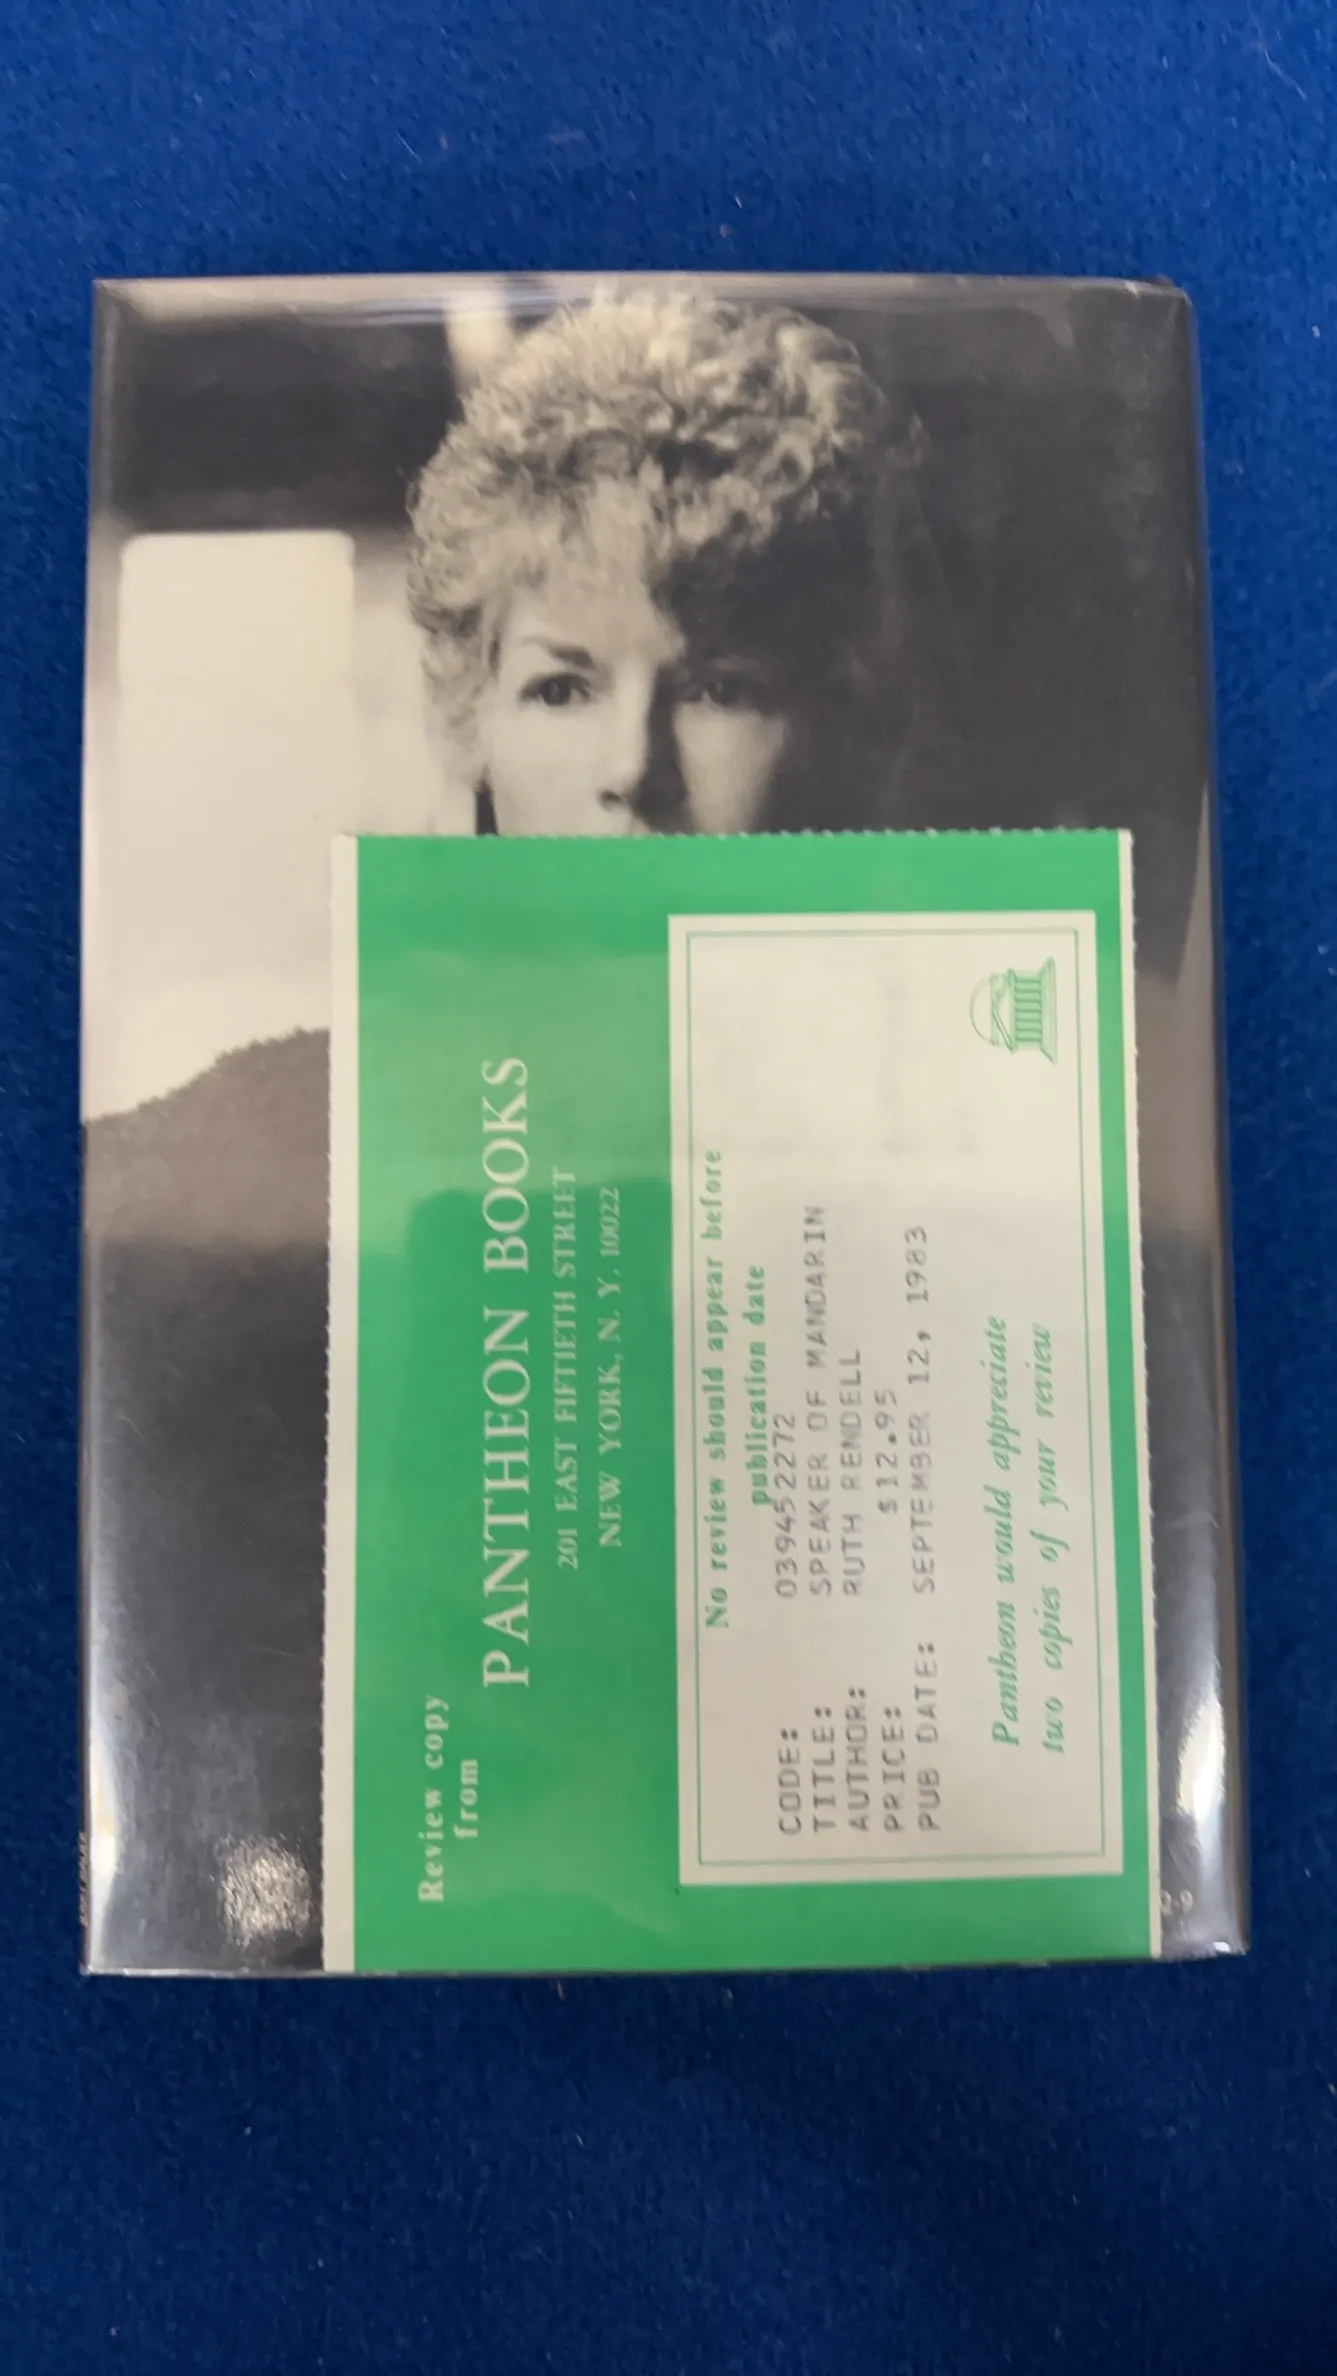 Review copy
from
PANTHEON BOOKS
201 EAST FIFTIETH STREET
NEW YORK, N. Y. 10022
No review should appear before
publication date
CODE: 039452272
TITLE: SPEAKER OF MANDARIN
AUTHOR: RUTH RENDELL
PRICE: $12.95
PUB DATE: SEPTEMBER 12, 1983
Pantheon would appreciate
two copies of your review